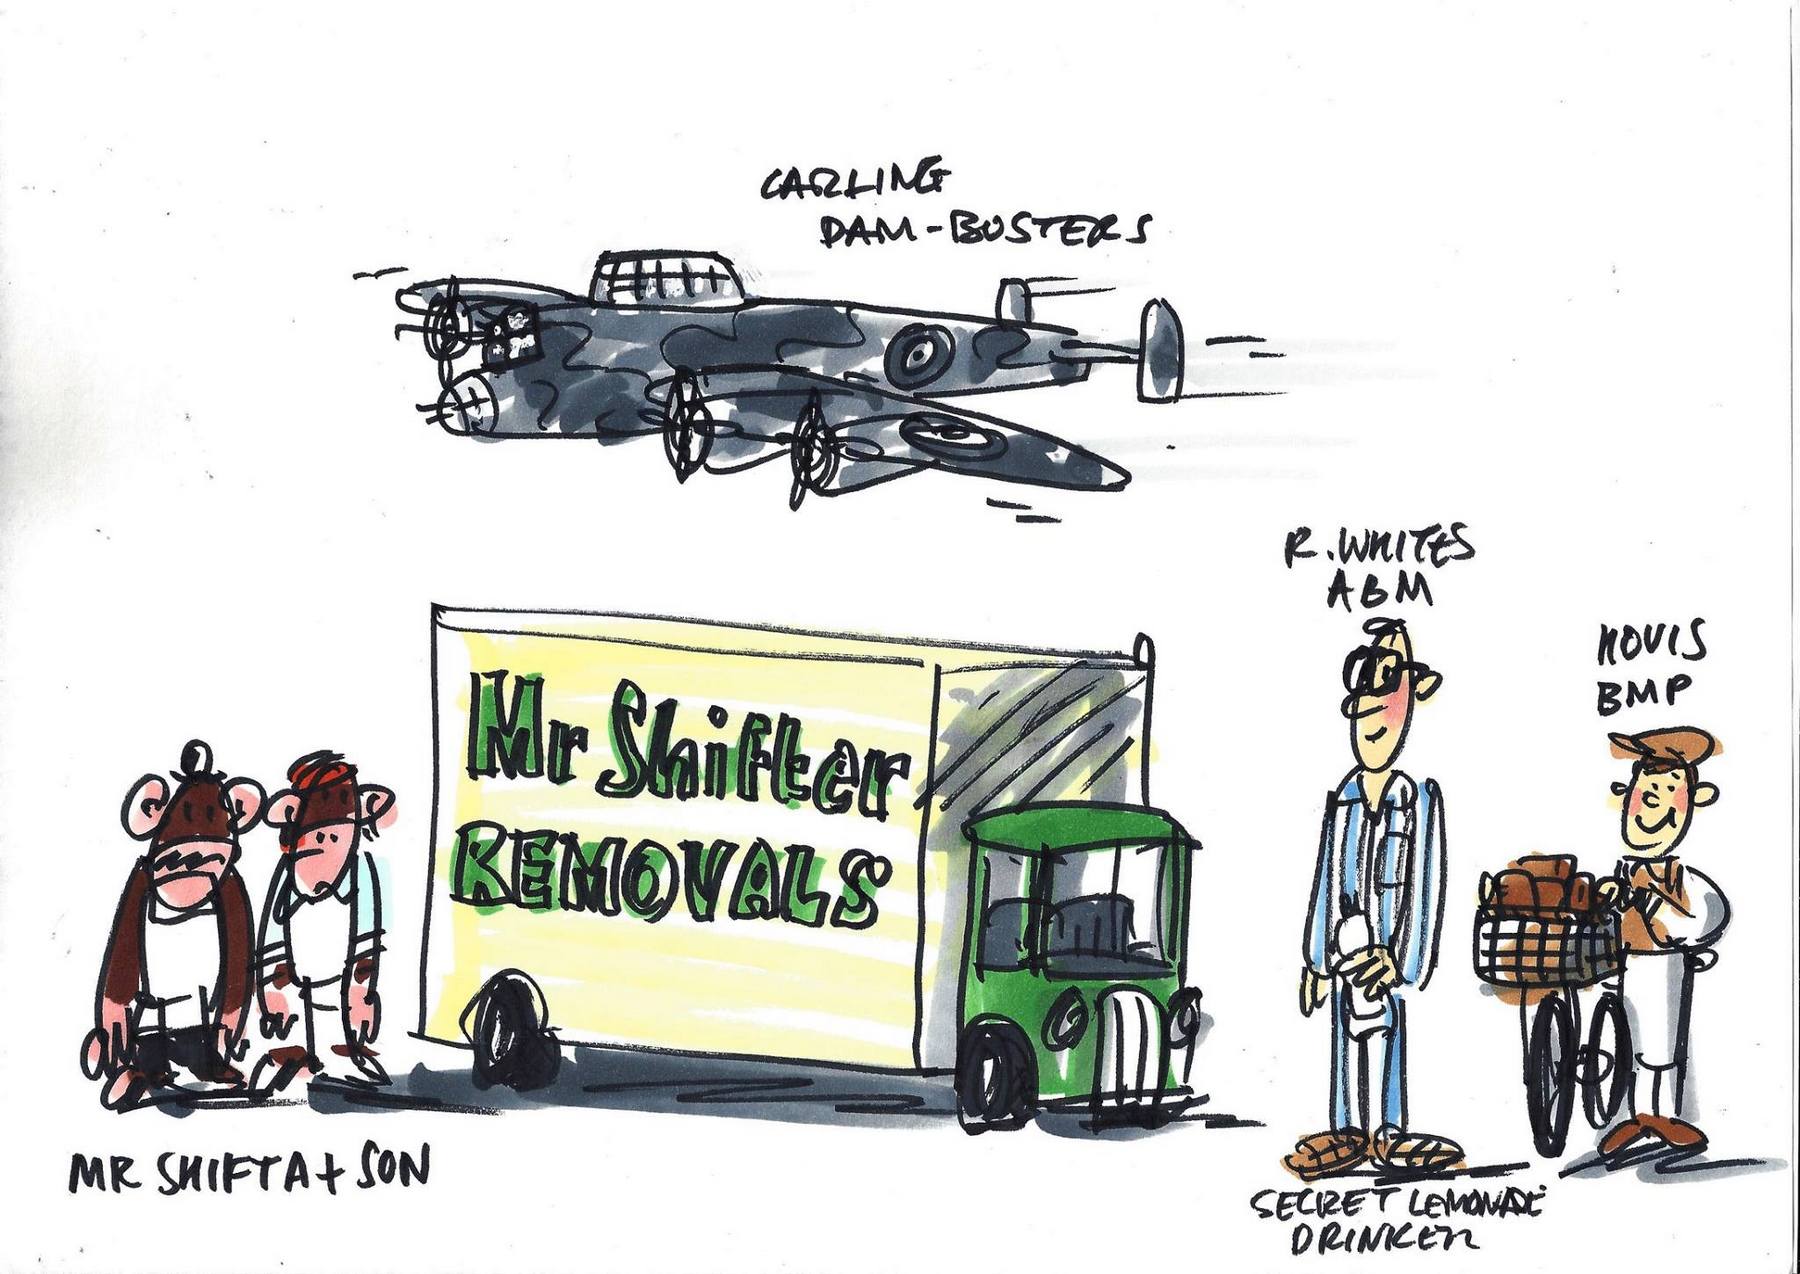 CARLING
DAM-BUSTERS
R. WHITES
ABM
HOVIS
BMP
Mr Shifter
REMOVALS
MR SHIFTA + SON
SECRET LEMONADE
DRINKER